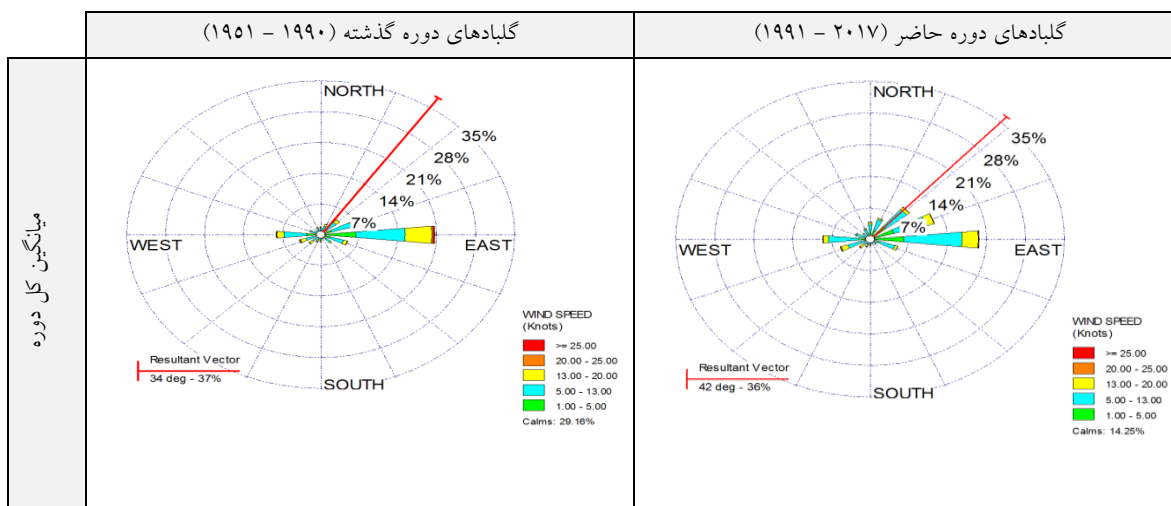 گلبادهای دوره گذشته (۱۹۹۰ - ۱۹۵۱)
گلبادهای دوره حاضر (۲۰۱۷ - ۱۹۹۱)
میانگین کل دوره
NORTH
35%
28%
21%
14%
7%
WEST
EAST
SOUTH
Resultant Vector
34 deg - 37%
WIND SPEED
(Knots)
>= 25.00
20.00 - 25.00
13.00 - 20.00
5.00 - 13.00
1.00 - 5.00
Calms: 29.16%
NORTH
35%
28%
21%
14%
7%
WEST
EAST
SOUTH
Resultant Vector
42 deg - 36%
WIND SPEED
(Knots)
>= 25.00
20.00 - 25.00
13.00 - 20.00
5.00 - 13.00
1.00 - 5.00
Calms: 14.25%